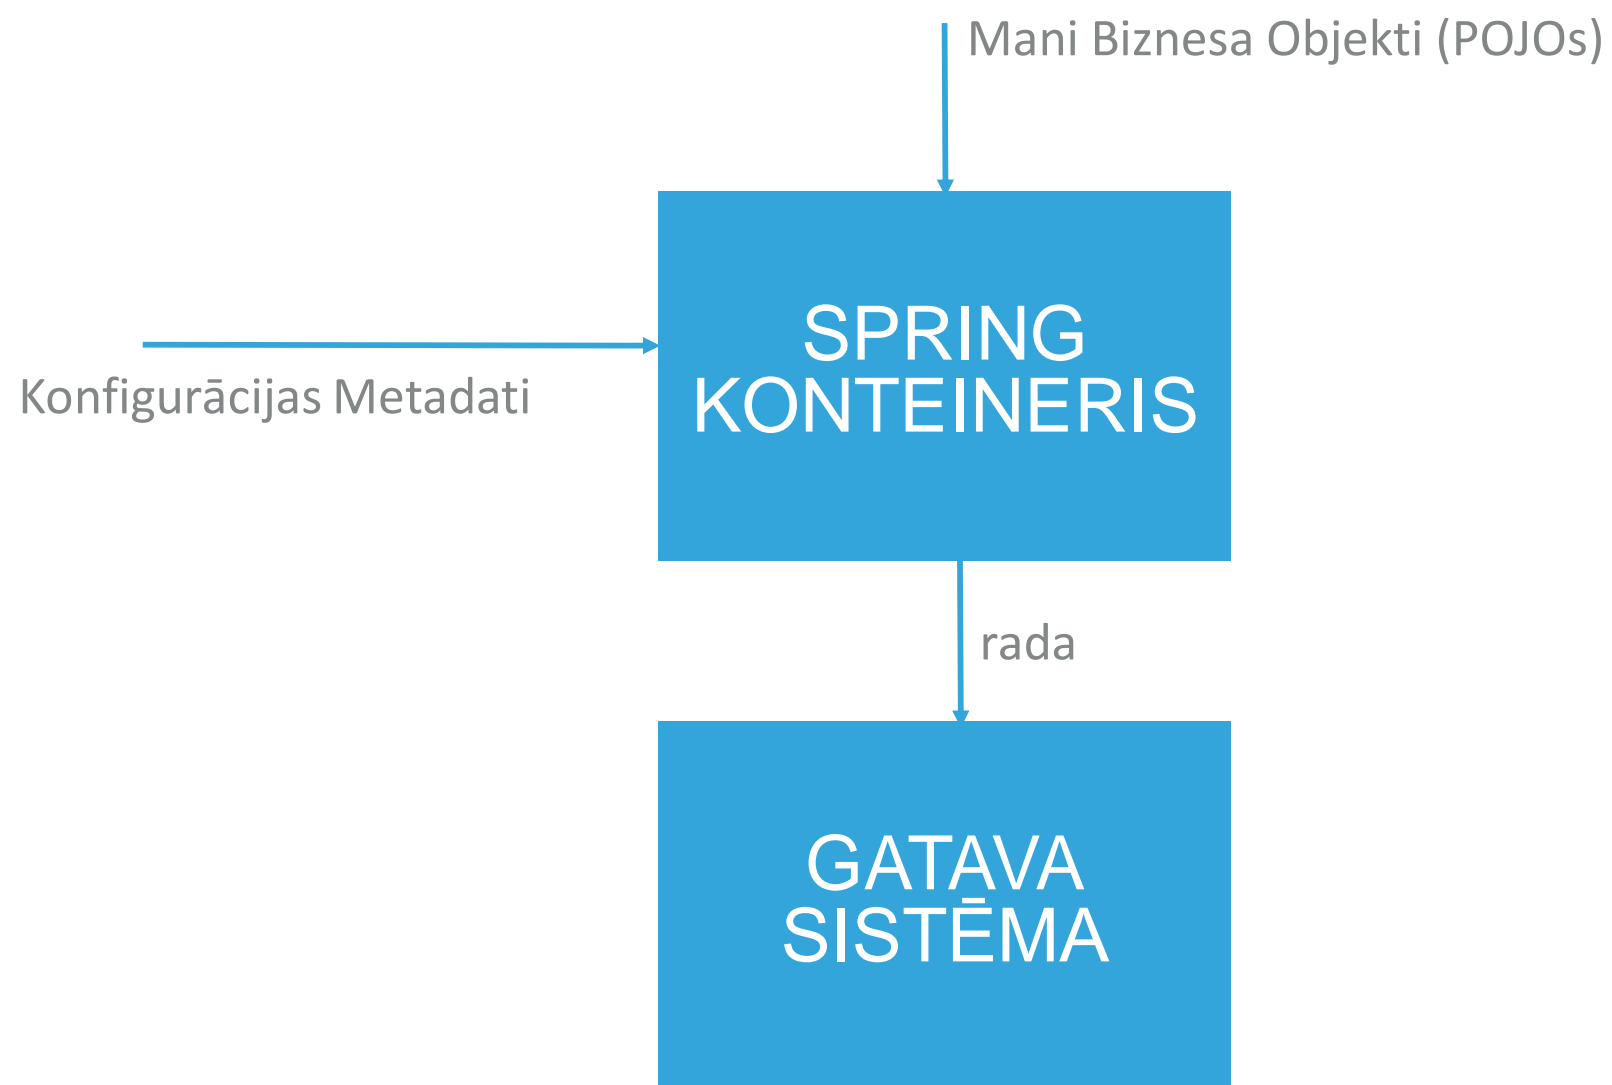 Mani Biznesa Objekti (POJOs)
SPRING
KONTEINERIS
Konfigurācijas Metadati
rada
GATAVA
SISTĒMA